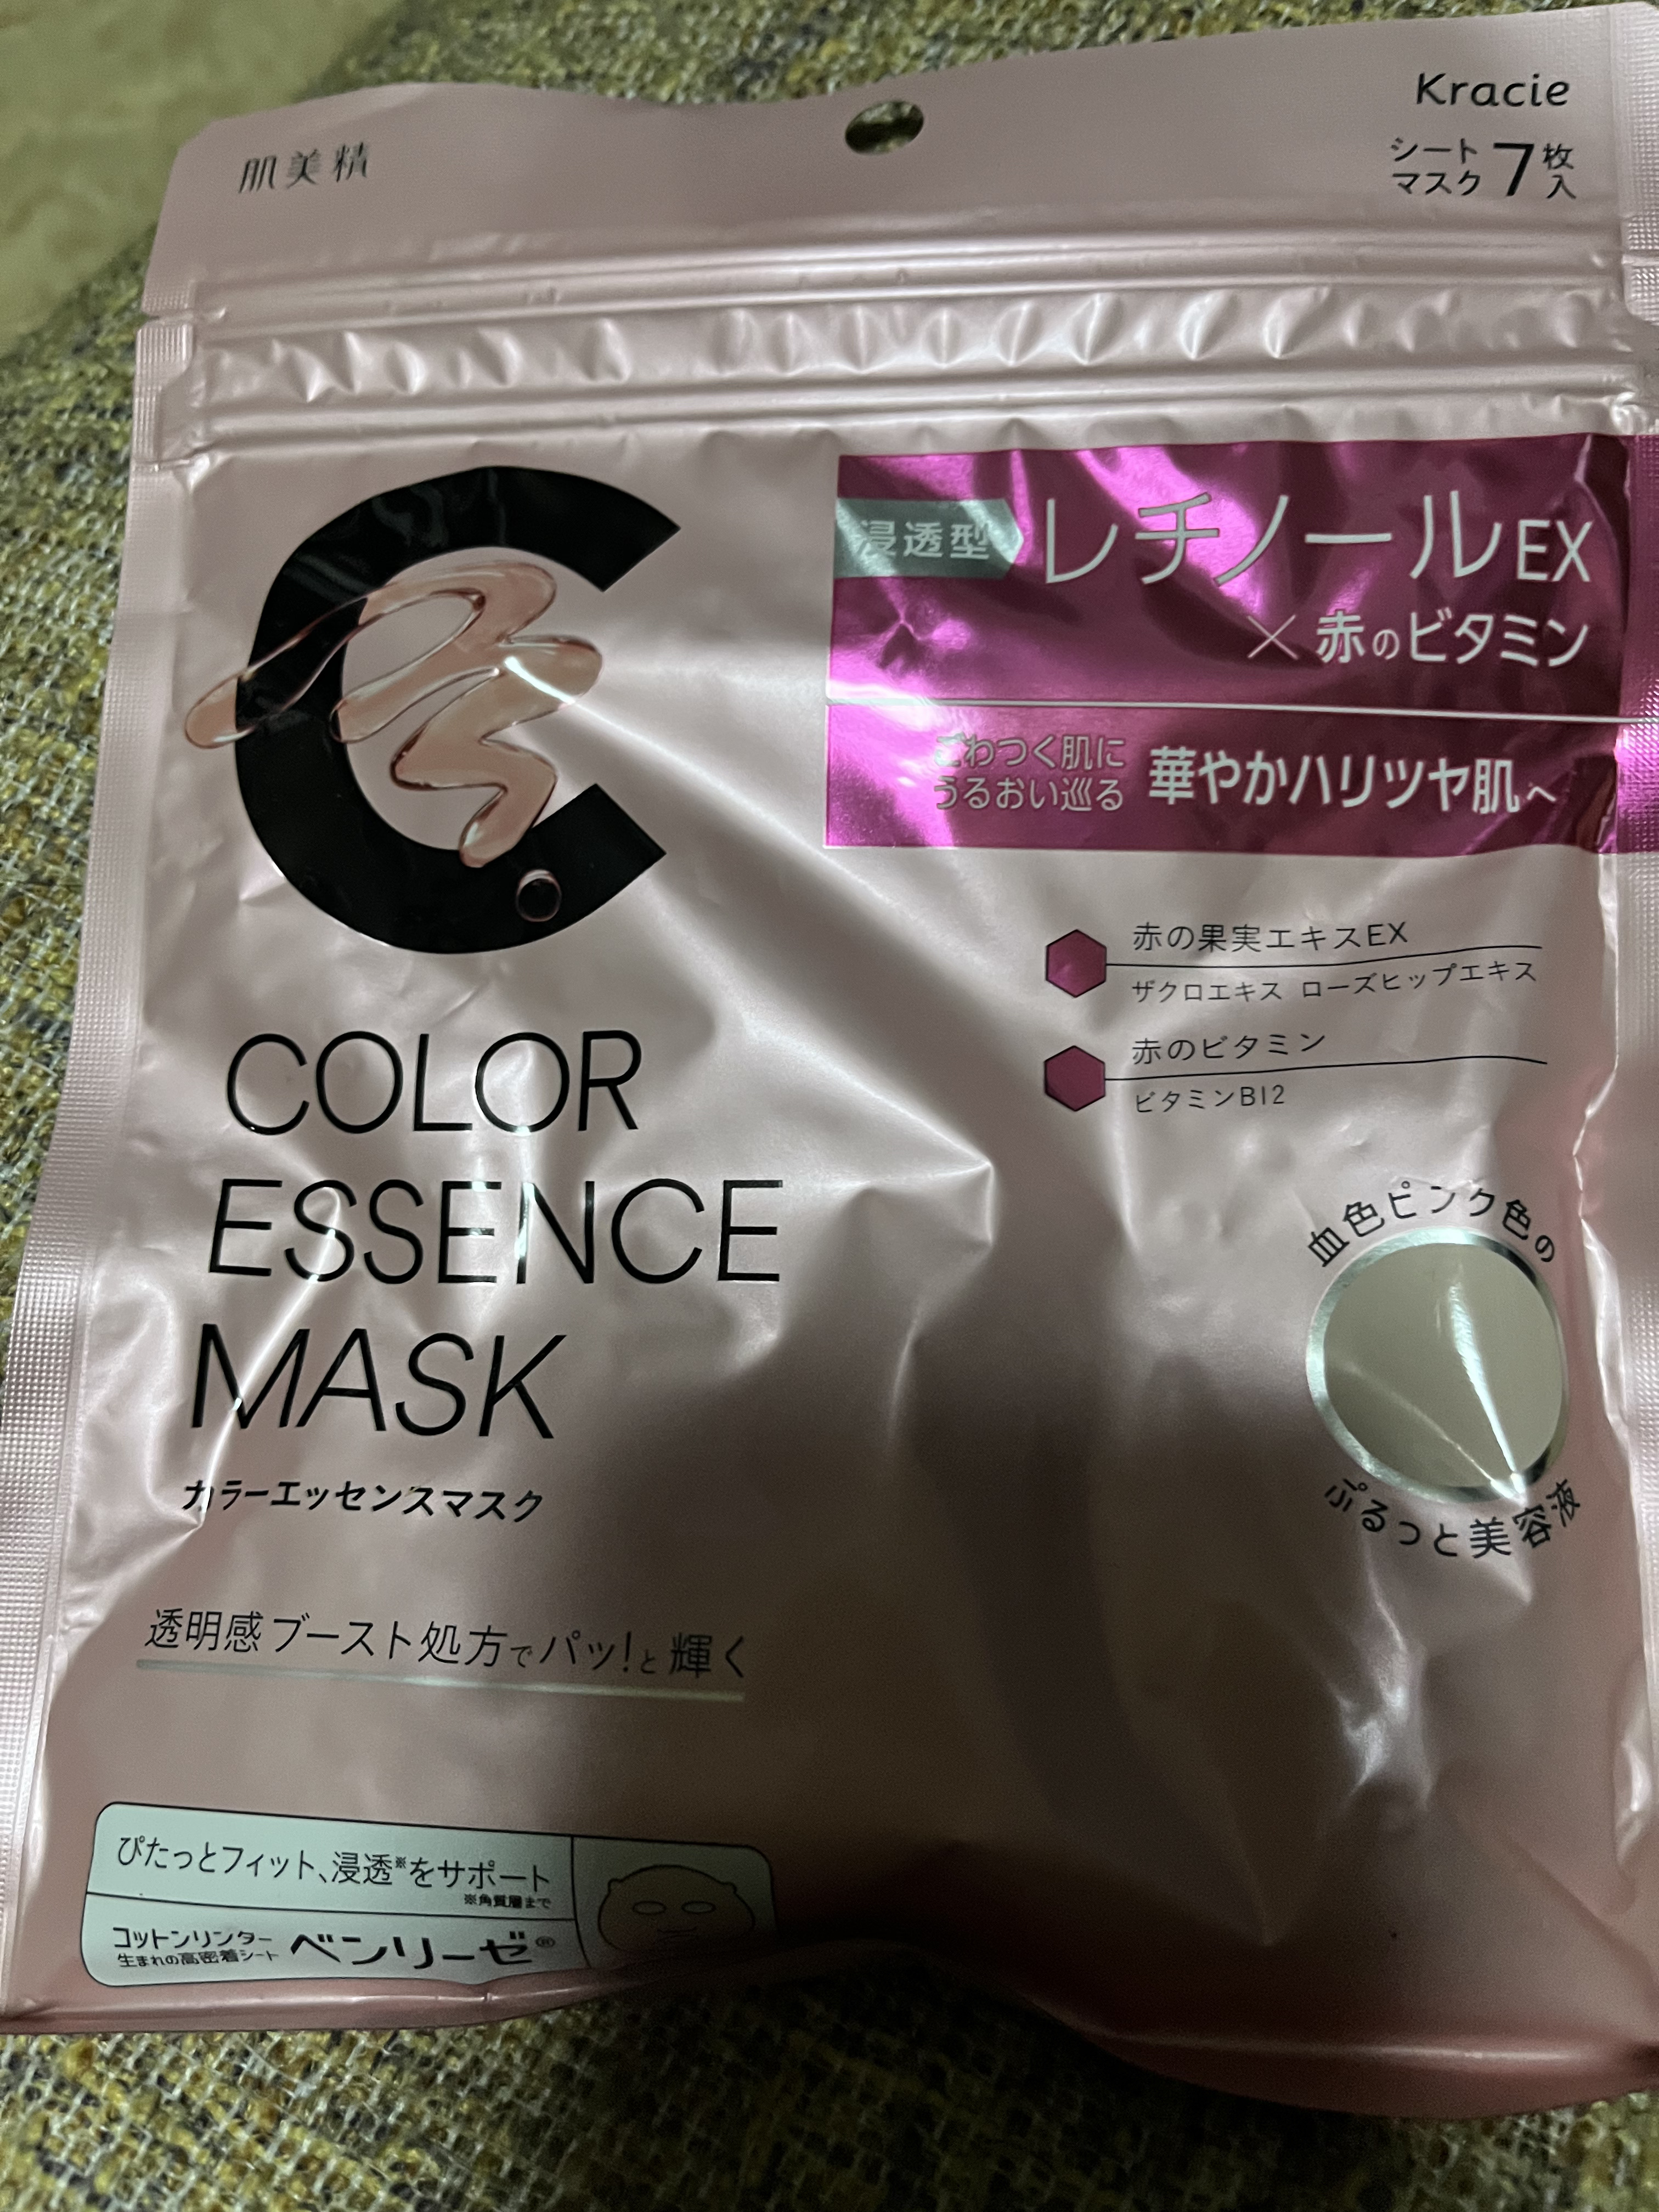 肌美精
Kracie
シート
マスク 7枚入
浸透型 レチノールEX
×赤のビタミン
ごわつく肌に
うるおい巡る 華やかハリツヤ肌へ
C
赤の果実エキスEX
ザクロエキス ローズヒップエキス
赤のビタミン
ビタミンB12
COLOR
ESSENCE
MASK
カラーエッセンスマスク
血色ピンク色の
ぷるっと美容液
透明感ブースト処方でパッ!と輝く
ぴたっとフィット、浸透※をサポート
※角質層まで
コットンリンター
生まれの高密着シート ベンリーゼ®